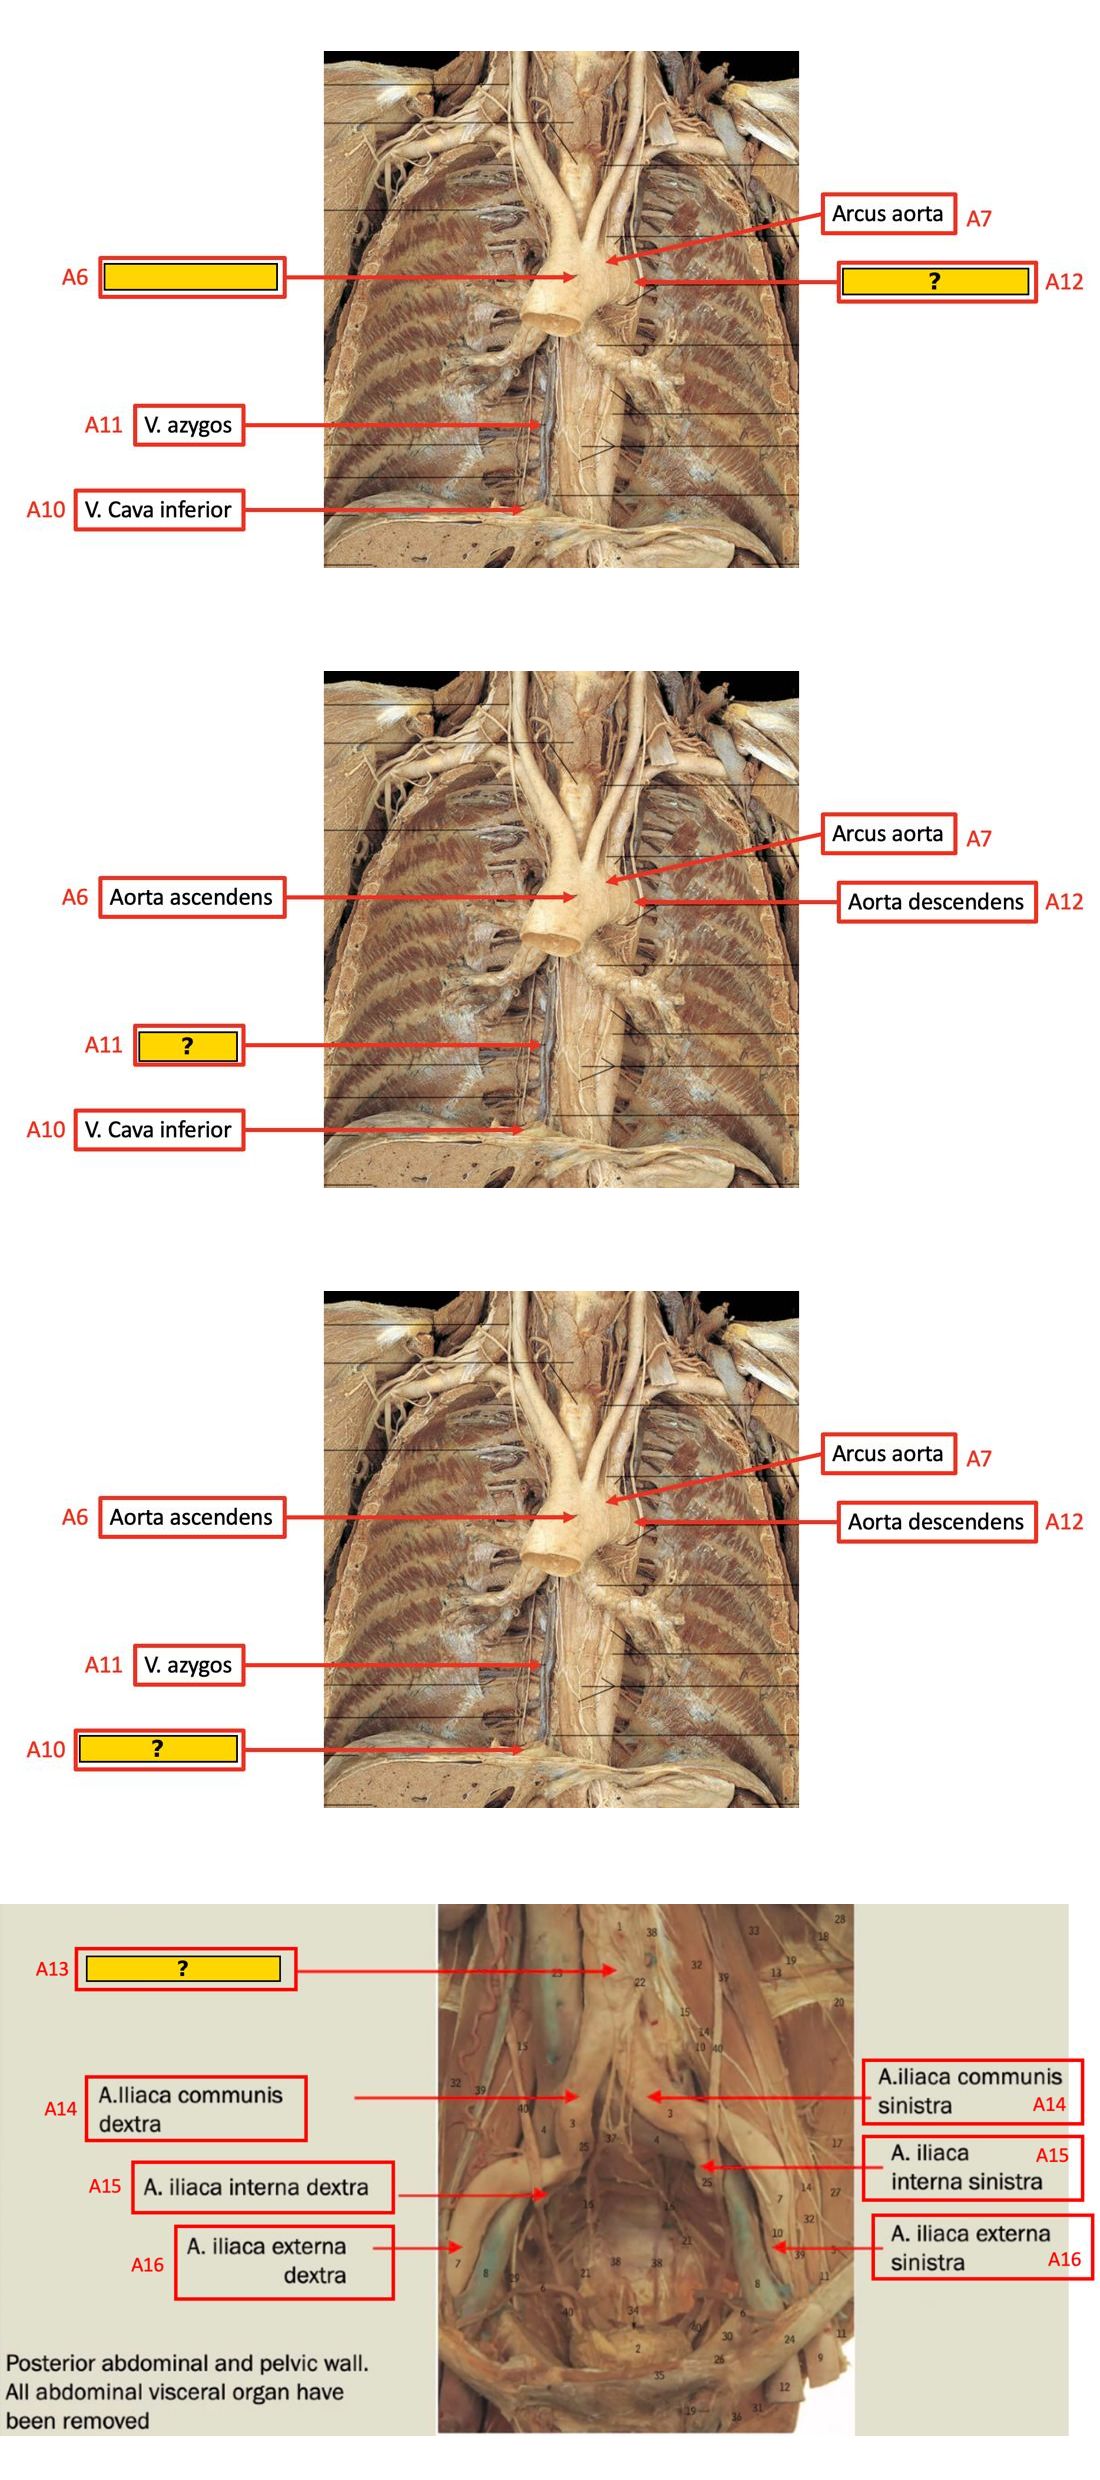 Arcus aorta
A7
A6
?
A12
A11
V. azygos
A10
V. Cava inferior
Arcus aorta
A7
A6
Aorta ascendens
Aorta descendens
A12
A11
?
A10
V. Cava inferior
Arcus aorta
A7
A6
Aorta ascendens
Aorta descendens
A12
A11
V. azygos
A10
?
A13
?
A14
A.Iliaca communis
dextra
A.iliaca communis
sinistra
A14
A15
A. iliaca interna dextra
A. iliaca
A15
interna sinistra
A16
A. iliaca externa
dextra
A. iliaca externa
sinistra
A16
Posterior abdominal and pelvic wall.
All abdominal visceral organ have
been removed